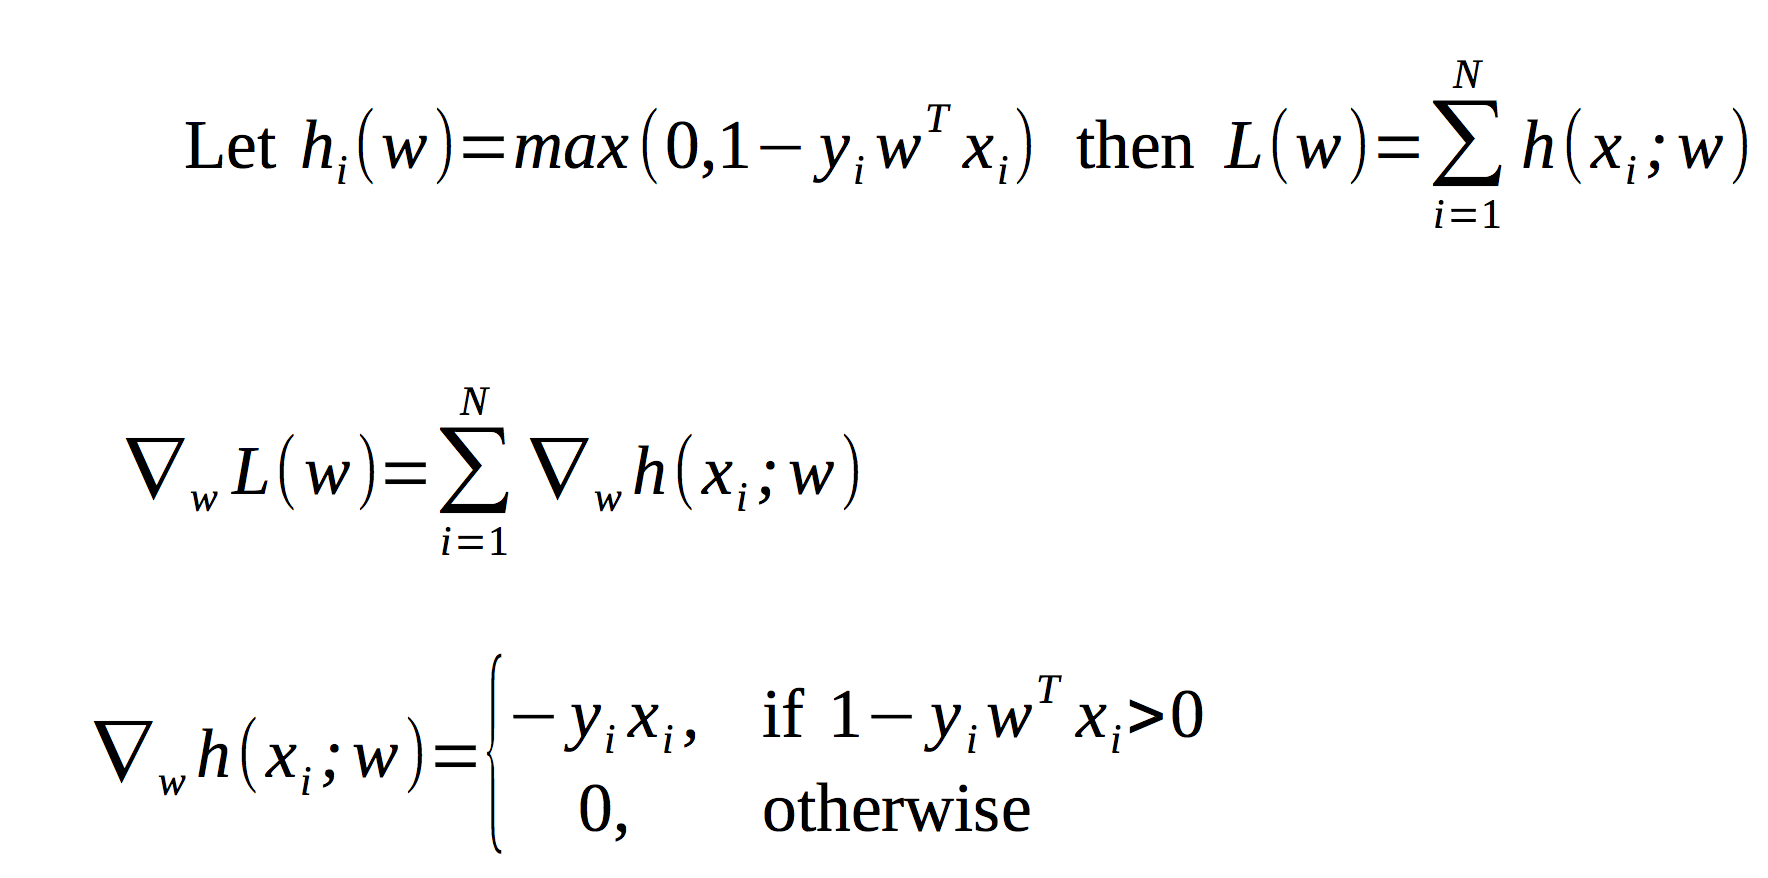 Let h_i(w)=max(0,1−y_i w^T x_i) then L(w)=∑_{i=1}^{N} h(x_i;w)
∇_w L(w)=∑_{i=1}^{N} ∇_w h(x_i;w)
∇_w h(x_i;w)={ −y_i x_i, if 1−y_i w^T x_i>0
0, otherwise